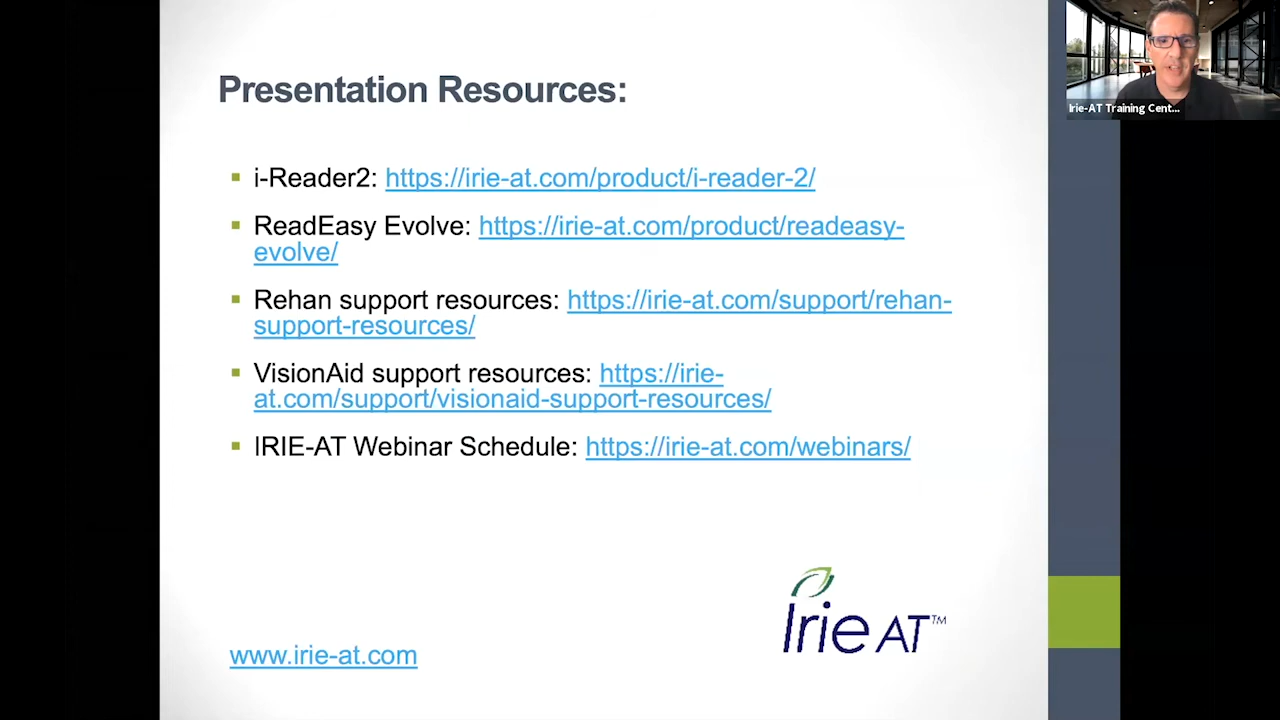 Presentation Resources:
Irie-AT Training Cent...
▪ i-Reader2: https://irie-at.com/product/i-reader-2/
▪ ReadEasy Evolve: https://irie-at.com/product/readeasy-
evolve/
▪ Rehan support resources: https://irie-at.com/support/rehan-
support-resources/
▪ VisionAid support resources: https://irie-
at.com/support/visionaid-support-resources/
▪ IRIE-AT Webinar Schedule: https://irie-at.com/webinars/
Irie AT™
www.irie-at.com